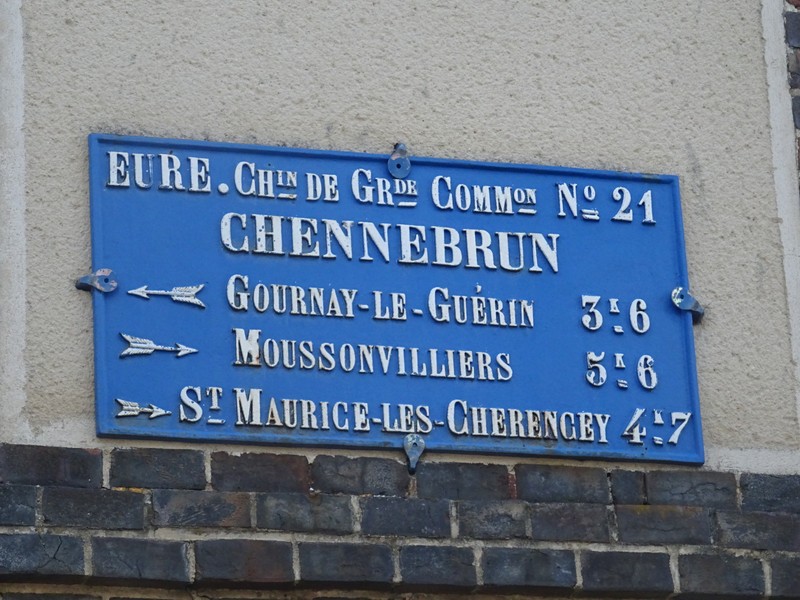 EURE. CHIN DE GRDE COMMON NO 21
CHENNEBRUN
GOURNAY-LE-GUÉRIN 3K6
MOUSSONVILLIERS 5K6
ST MAURICE-LES-CHERENCEY 4K7